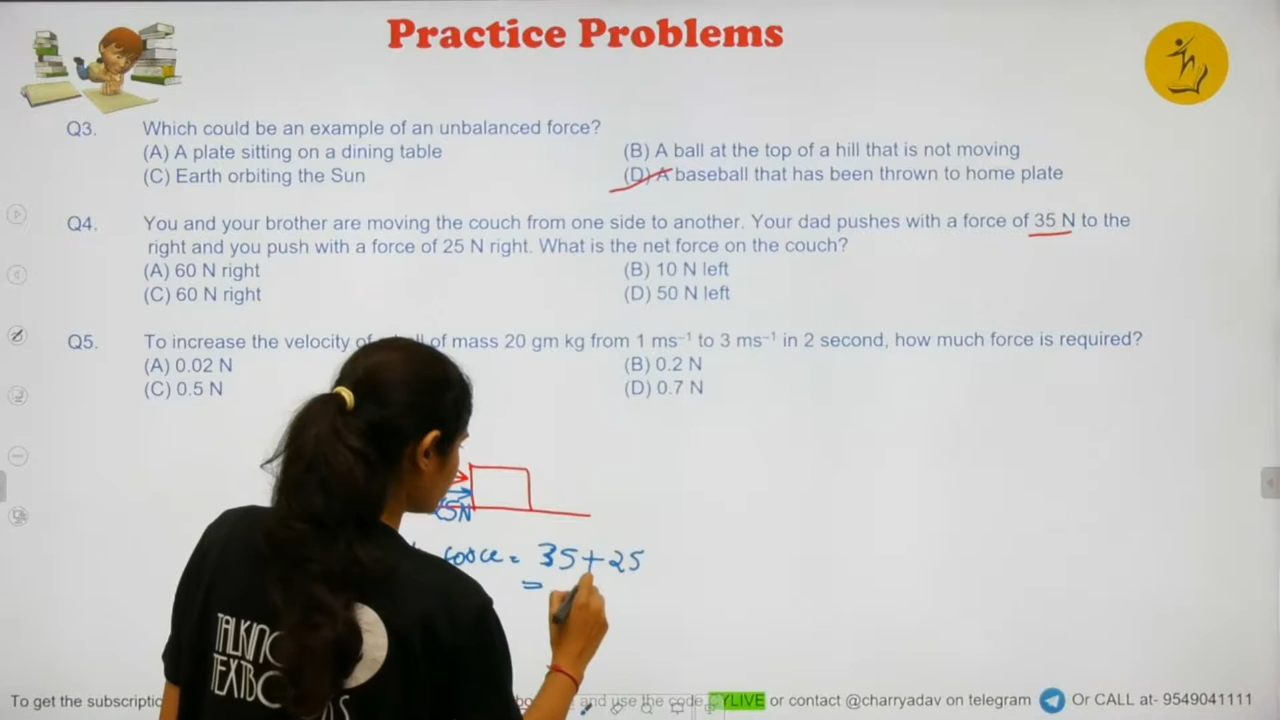 Practice Problems
Q3. Which could be an example of an unbalanced force?
(A) A plate sitting on a dining table (B) A ball at the top of a hill that is not moving
(C) Earth orbiting the Sun (D) A baseball that has been thrown to home plate
Q4. You and your brother are moving the couch from one side to another. Your dad pushes with a force of 35 N to the
right and you push with a force of 25 N right. What is the net force on the couch?
(A) 60 N right (B) 10 N left
(C) 60 N right (D) 50 N left
Q5. To increase the velocity of mass 20 gm kg from 1 ms⁻¹ to 3 ms⁻¹ in 2 second, how much force is required?
(A) 0.02 N (B) 0.2 N
(C) 0.5 N (D) 0.7 N
5N
force = 35+25
=
TALKING
TEXTBO
To get the subscriptio and use the code CYLIVE or contact @charryadav on telegram Or CALL at- 9549041111